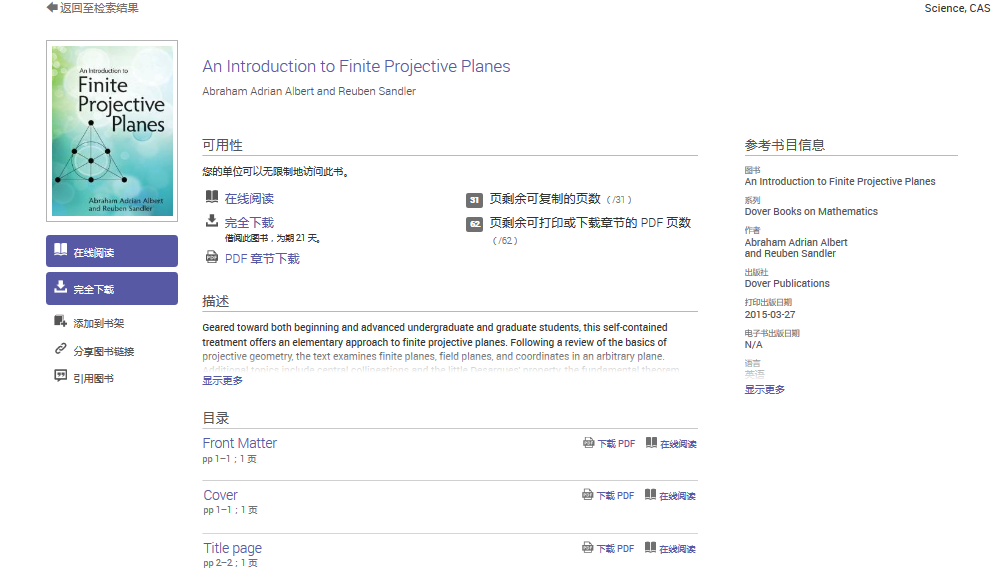 返回至检索结果
Science, CAS
An Introduction to
Finite
Projective
Planes
Abraham Adrian Albert
and Reuben Sandler
在线阅读
完全下载
添加到书架
分享图书链接
引用图书
An Introduction to Finite Projective Planes
Abraham Adrian Albert and Reuben Sandler
可用性
您的单位可以无限制地访问此书。
在线阅读
完全下载
借阅此图书，为期 21 天。
PDF 章节下载
31 页剩余可复制的页数 ( /31 )
62 页剩余可打印或下载章节的 PDF 页数
( /62 )
描述
Geared toward both beginning and advanced undergraduate and graduate students, this self-contained
treatment offers an elementary approach to finite projective planes. Following a review of the basics of
projective geometry, the text examines finite planes, field planes, and coordinates in an arbitrary plane.
Additional topics include central collineations and the little Desargues' property, the fundamental theorem
显示更多
目录
Front Matter
pp 1–1；1 页
下载 PDF 在线阅读
Cover
pp 1–1；1 页
下载 PDF 在线阅读
Title page
pp 2–2；1 页
下载 PDF 在线阅读
参考书目信息
图书
An Introduction to Finite Projective Planes
系列
Dover Books on Mathematics
作者
Abraham Adrian Albert
and Reuben Sandler
出版社
Dover Publications
打印出版日期
2015-03-27
电子书出版日期
N/A
语言
英语
显示更多